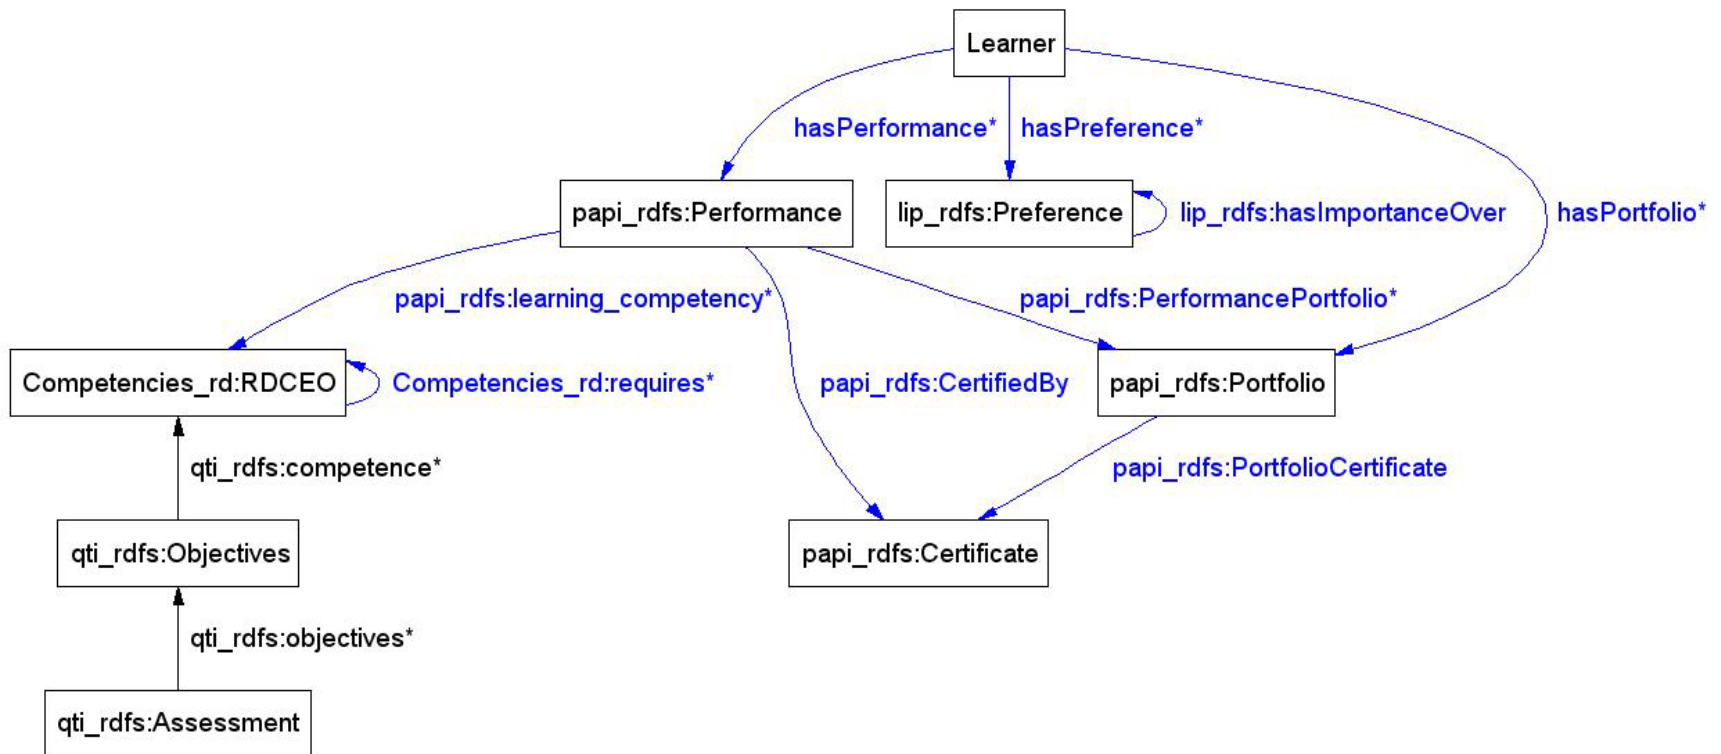 Learner
hasPerformance*
hasPreference*
papi_rdfs:Performance
lip_rdfs:Preference
lip_rdfs:hasImportanceOver
hasPortfolio*
papi_rdfs:learning_competency*
papi_rdfs:PerformancePortfolio*
Competencies_rd:RDCEO
Competencies_rd:requires*
papi_rdfs:CertifiedBy
papi_rdfs:Portfolio
qti_rdfs:competence*
papi_rdfs:PortfolioCertificate
qti_rdfs:Objectives
papi_rdfs:Certificate
qti_rdfs:objectives*
qti_rdfs:Assessment